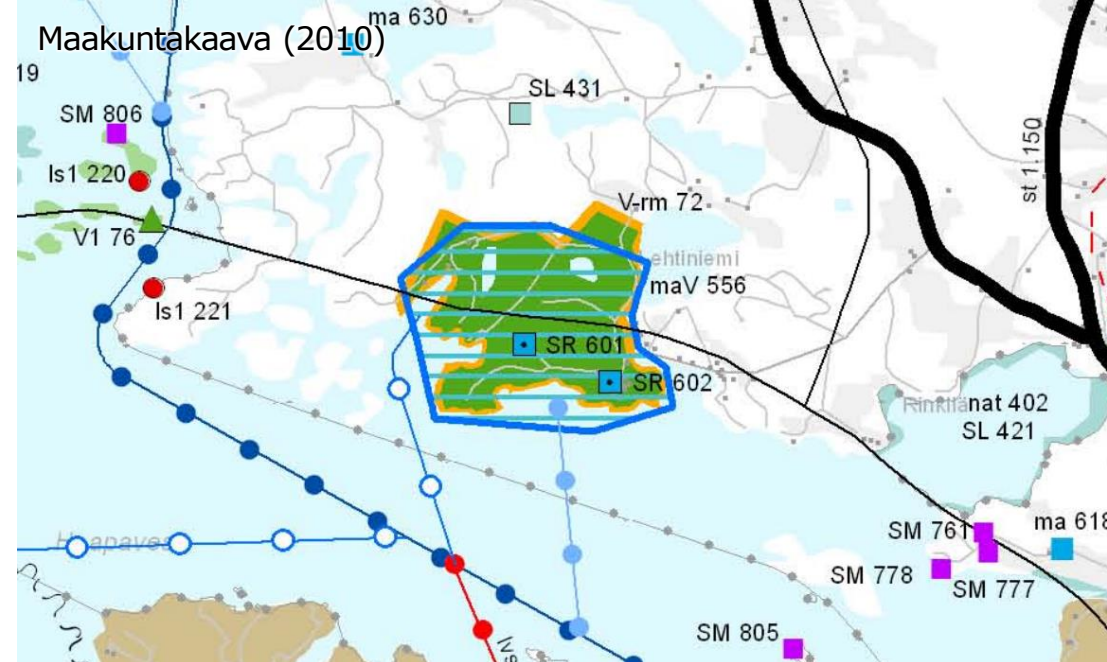 Maakuntakaava (2010)
ma 630
19
SL 431
SM 806
st 1.150
ls1 220
V-rm 72
V1 76
ehtiniemi
maV 556
ls1 221
SR 601
SR 602
Rinkilä
nat 402
SL 421
SM 761
ma 618
SM 778
SM 777
SM 805